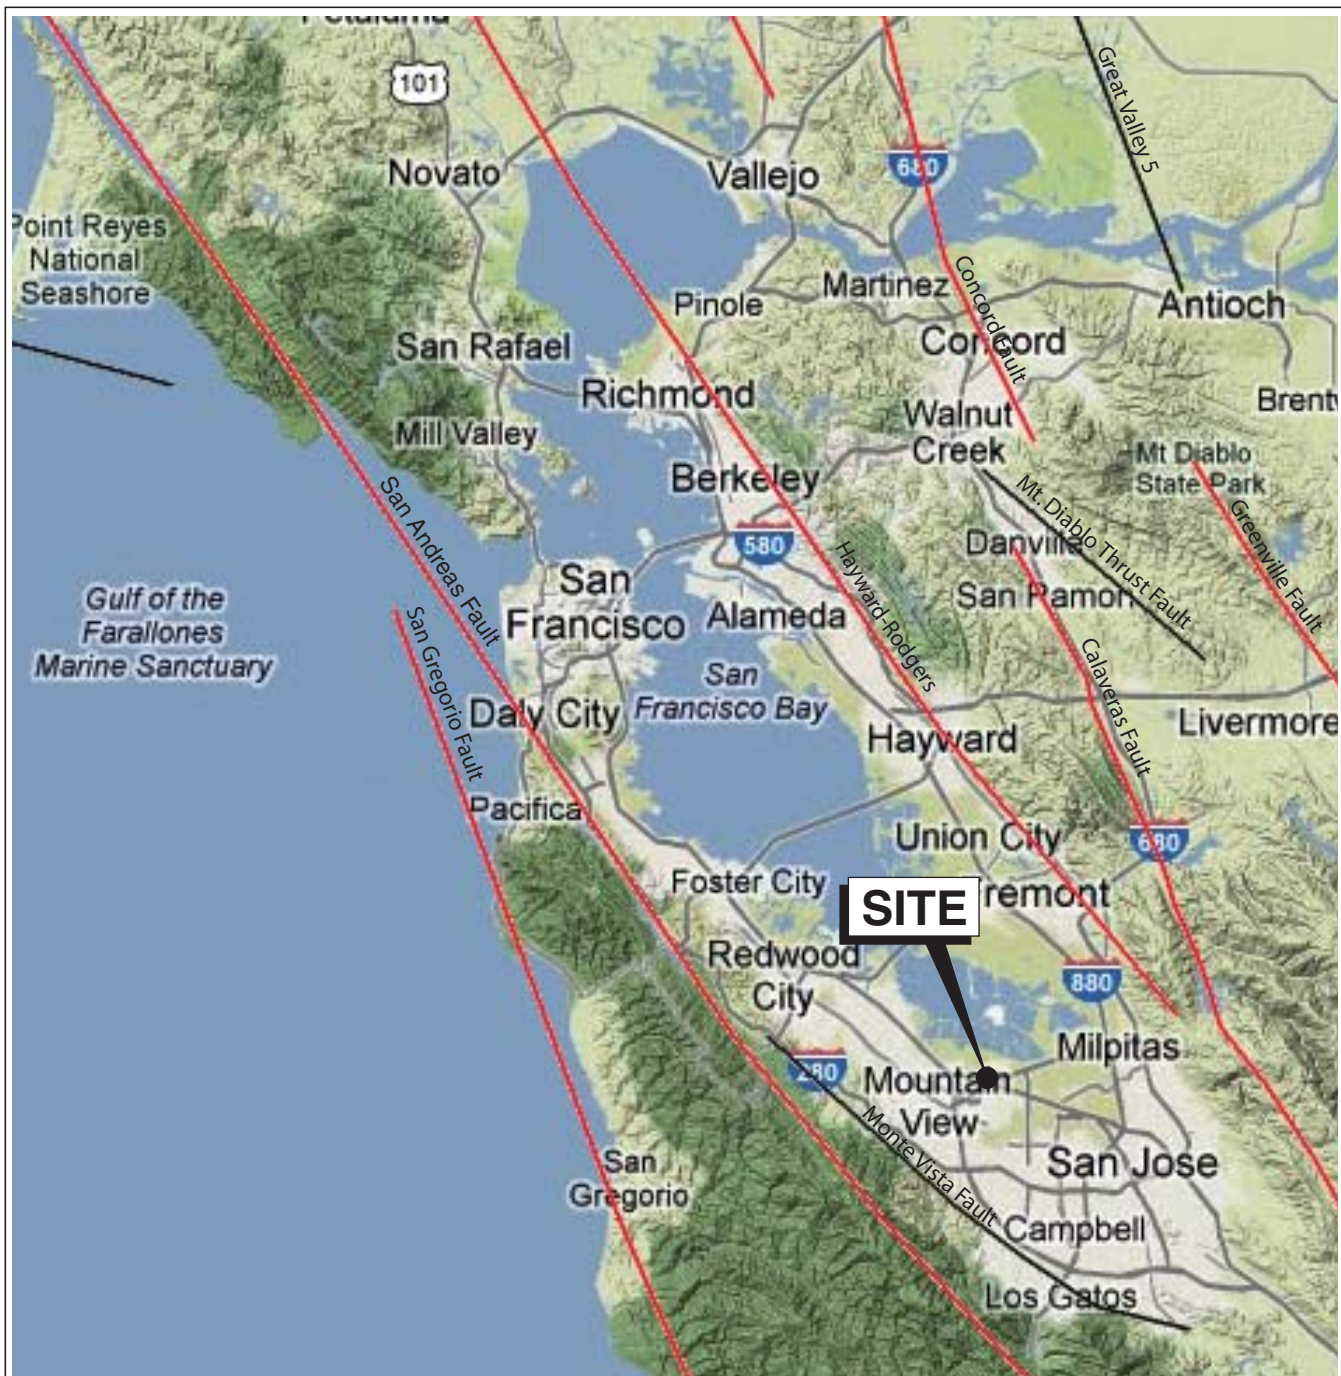 Petaluma
101
Great Valley 5
Novato
Vallejo
680
Point Reyes
National
Seashore
Martinez
Concord Fault
Antioch
Pinole
Concord
San Rafael
Richmond
Brentw
Walnut
Creek
Mill Valley
Berkeley
Mt Diablo
State Park
San Andreas Fault
Mt. Diablo Thrust Fault
Greenville Fault
580
Hayward-Rodgers
Danville
San Ramon
San
Francisco
Alameda
Gulf of the
Farallones
Marine Sanctuary
San Gregorio Fault
San
Francisco Bay
Calaveras Fault
Daly City
Hayward
Livermore
Pacifica
Union City
680
Foster City
SITE
Fremont
Redwood
City
880
Milpitas
280
Mountain
View
Monte Vista Fault
San Jose
San
Gregorio
Campbell
Los Gatos